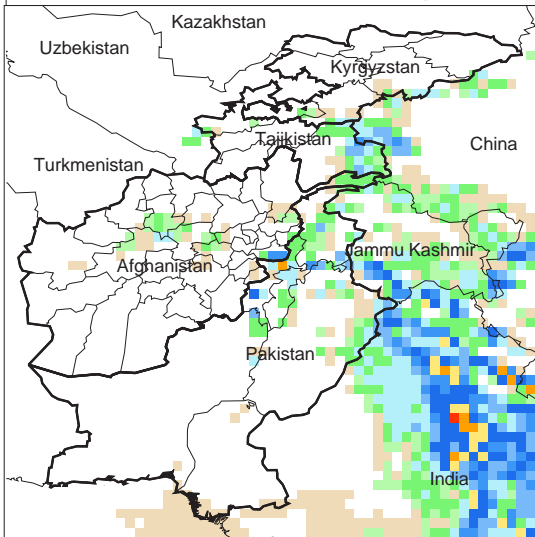 Kazakhstan
Uzbekistan
Kyrgyzstan
Tajikistan
China
Turkmenistan
Jammu Kashmir
Afghanistan
Pakistan
India